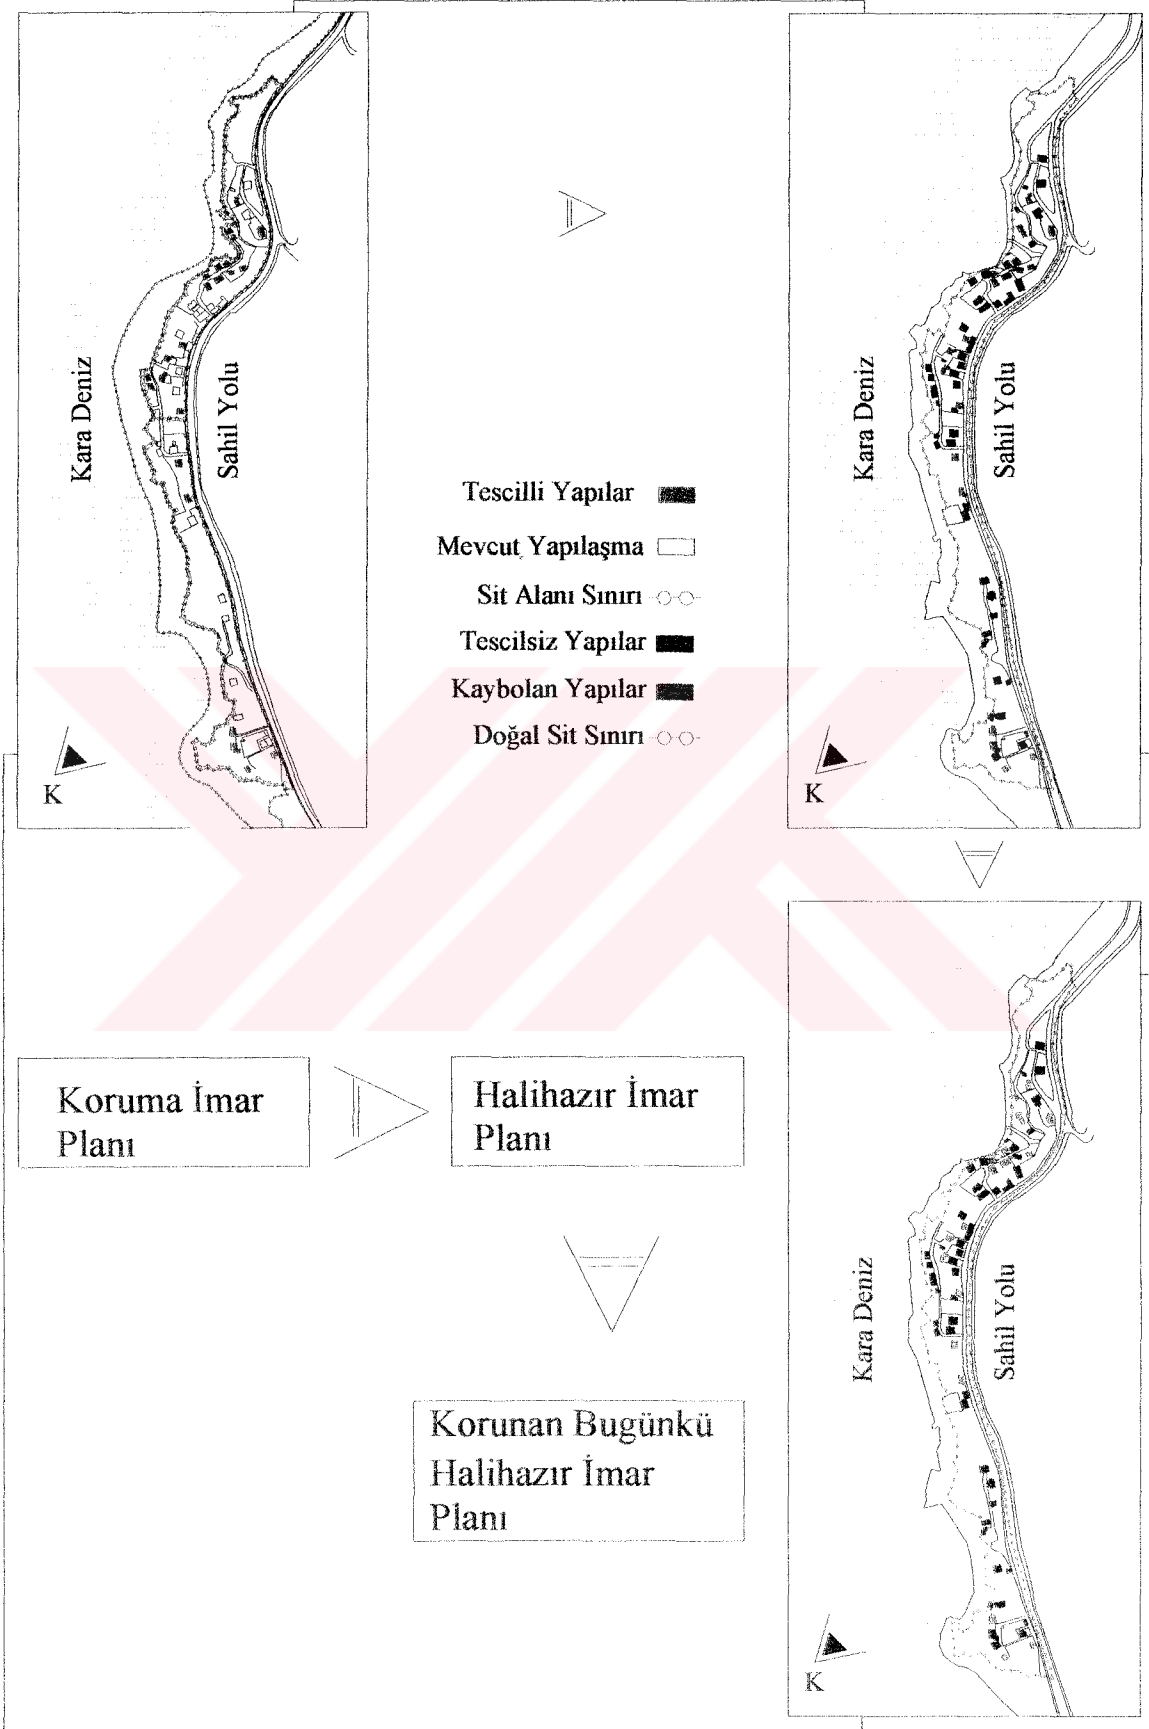 Kara Deniz
Sahil Yolu
K
Tescilli Yapılar
Mevcut Yapılaşma
Sit Alanı Sınırı
Tescilsiz Yapılar
Kaybolan Yapılar
Doğal Sit Sınırı
Kara Deniz
Sahil Yolu
K
Koruma İmar
Planı
Halihazır İmar
Planı
Korunan Bugünkü
Halihazır İmar
Planı
Kara Deniz
Sahil Yolu
K